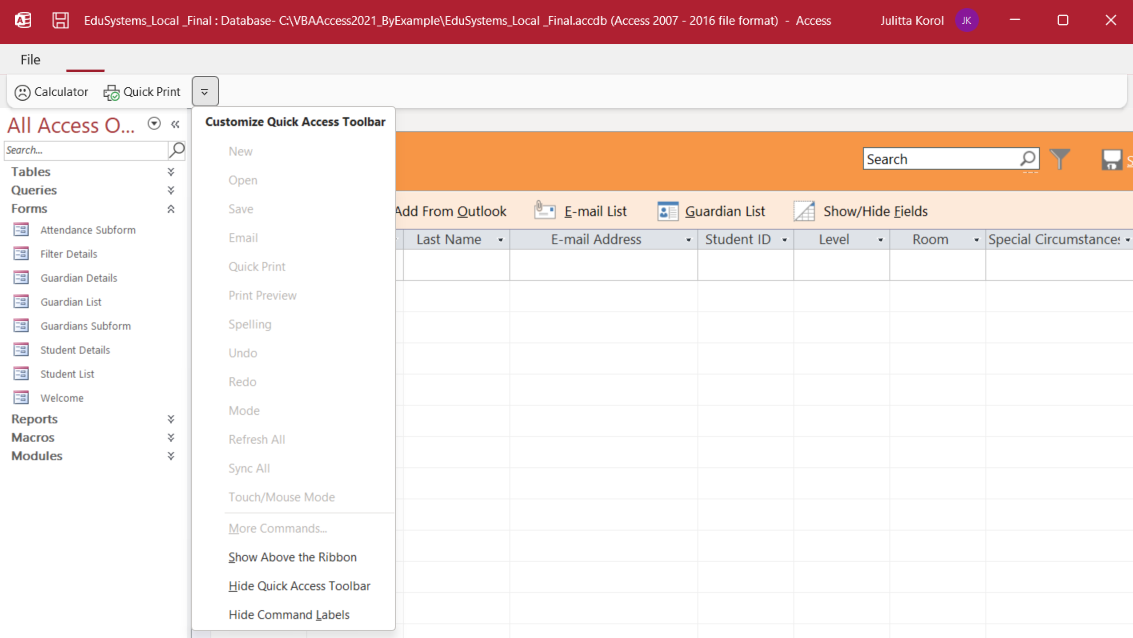 EduSystems_Local _Final : Database- C:\VBAAccess2021_ByExample\EduSystems_Local _Final.accdb (Access 2007 - 2016 file format) - Access
Julitta Korol
JK
File
Calculator
Quick Print
All Access O...
Search...
Tables
Queries
Forms
Attendance Subform
Filter Details
Guardian Details
Guardian List
Guardians Subform
Student Details
Student List
Welcome
Reports
Macros
Modules
Customize Quick Access Toolbar
New
Open
Save
Email
Quick Print
Print Preview
Spelling
Undo
Redo
Mode
Refresh All
Sync All
Touch/Mouse Mode
More Commands...
Show Above the Ribbon
Hide Quick Access Toolbar
Hide Command Labels
Search
Add From Outlook
E-mail List
Guardian List
Show/Hide Fields
Last Name
E-mail Address
Student ID
Level
Room
Special Circumstances